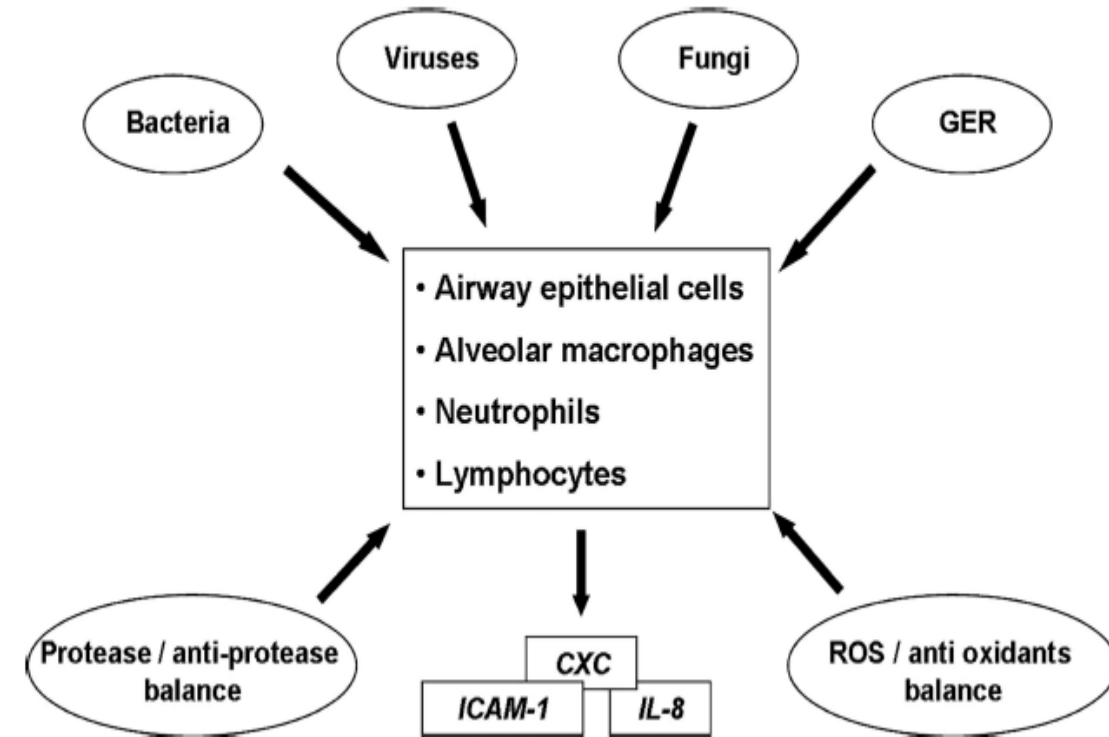 Viruses
Fungi
Bacteria
GER
• Airway epithelial cells
• Alveolar macrophages
• Neutrophils
• Lymphocytes
Protease / anti-protease
balance
CXC
ICAM-1
IL-8
ROS / anti oxidants
balance